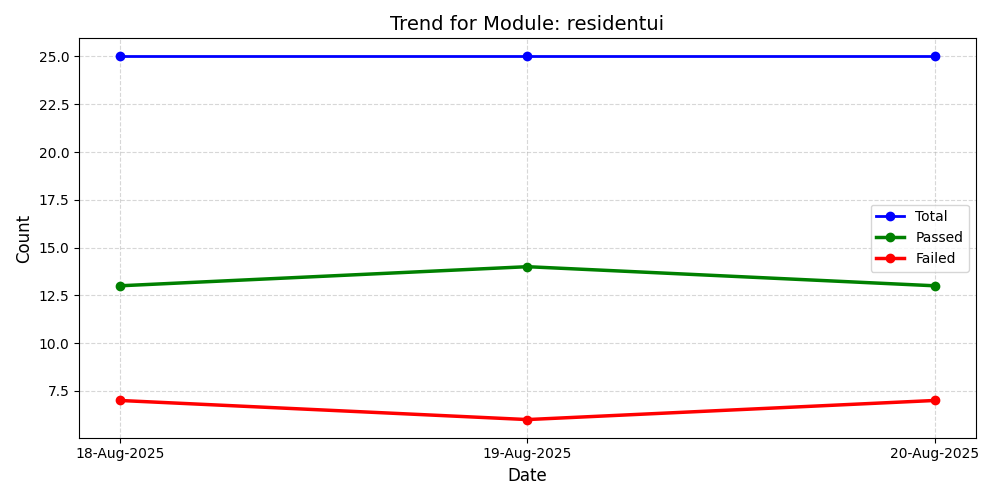 Trend for Module: residentui
25.0
22.5
20.0
17.5
15.0
12.5
10.0
7.5
Count
Total
Passed
Failed
18-Aug-2025 19-Aug-2025 20-Aug-2025
Date